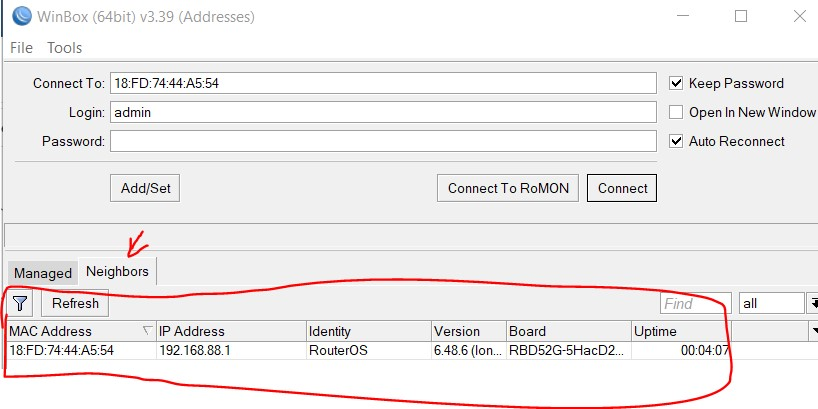 WinBox (64bit) v3.39 (Addresses)
File Tools
Connect To: 18:FD:74:44:A5:54 Keep Password
Login: admin Open In New Window
Password: Auto Reconnect
Add/Set Connect To RoMON Connect
Managed Neighbors
Refresh Find all
MAC Address IP Address Identity Version Board Uptime
18:FD:74:44:A5:54 192.168.88.1 RouterOS 6.48.6 (lon... RBD52G-5HacD2... 00:04:07